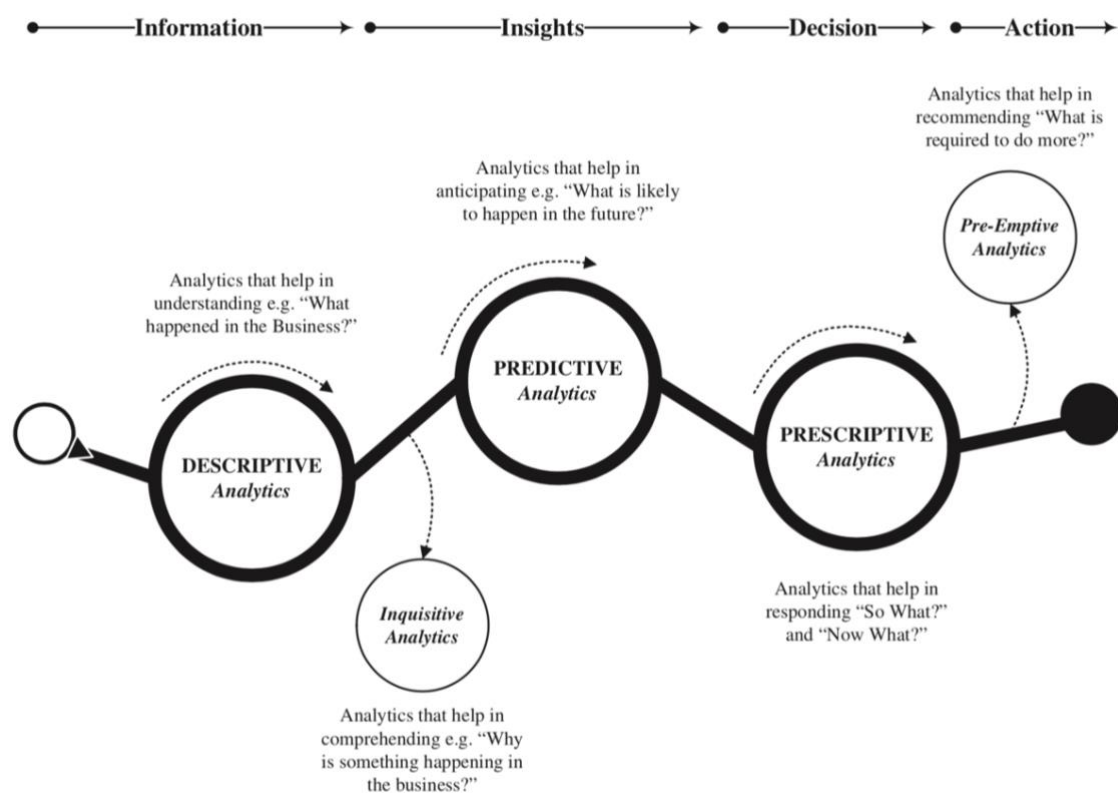 Information
Insights
Decision
Action
Analytics that help in
recommending “What is
required to do more?”
Pre-Emptive
Analytics
Analytics that help in
anticipating e.g. “What is likely
to happen in the future?”
PREDICTIVE
Analytics
Analytics that help in
understanding e.g. “What
happened in the Business?”
DESCRIPTIVE
Analytics
PRESCRIPTIVE
Analytics
Inquisitive
Analytics
Analytics that help in
responding “So What?”
and “Now What?”
Analytics that help in
comprehending e.g. “Why
is something happening in
the business?”